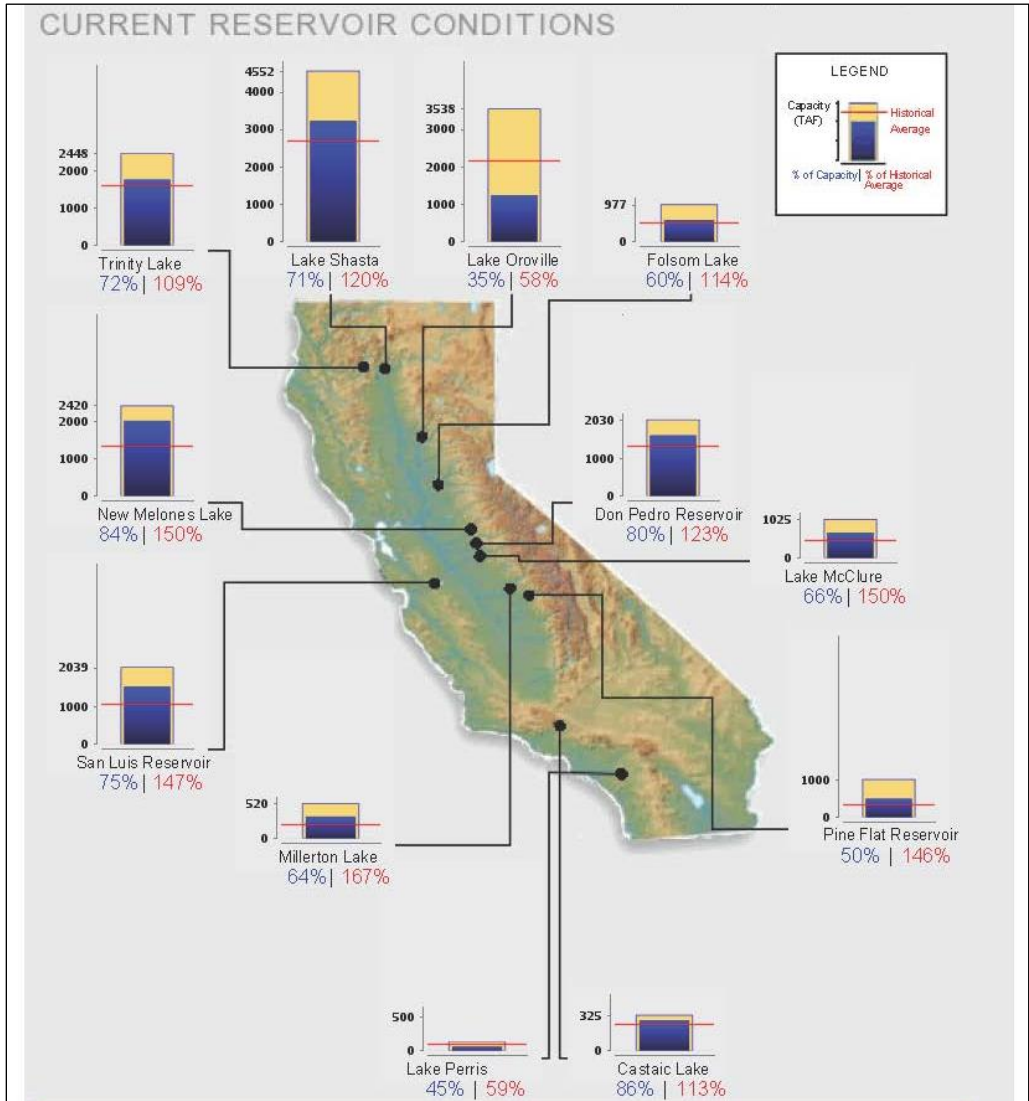 CURRENT RESERVOIR CONDITIONS
LEGEND
Capacity
(TAF)
Historical
Average
% of Capacity| % of Historical
Average
2448
2000
1000
0
Trinity Lake
72% | 109%
4552
4000
3000
2000
1000
0
Lake Shasta
71% | 120%
3538
3000
2000
1000
0
Lake Oroville
35% | 58%
977
0
Folsom Lake
60% | 114%
2420
2000
1000
0
New Melones Lake
84% | 150%
2030
1000
0
Don Pedro Reservoir
80% | 123%
1025
0
Lake McClure
66% | 150%
2039
1000
0
San Luis Reservoir
75% | 147%
520
0
Millerton Lake
64% | 167%
1000
0
Pine Flat Reservoir
50% | 146%
500
0
Lake Perris
45% | 59%
325
0
Castaic Lake
86% | 113%